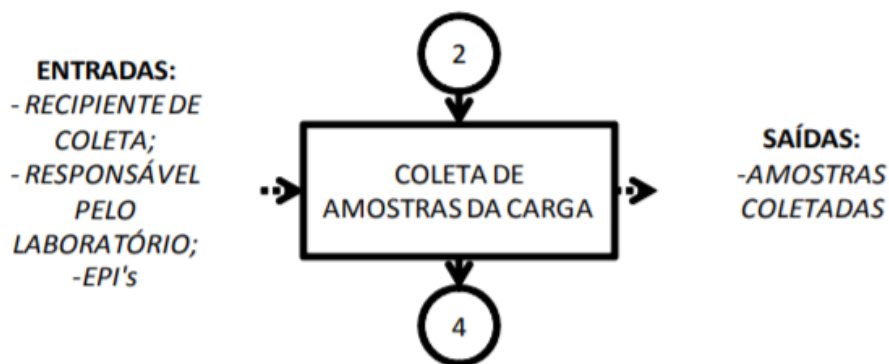 2
ENTRADAS:
- RECIPIENTE DE
COLETA;
- RESPONSÁVEL
PELO
LABORATÓRIO;
-EPI's
COLETA DE
AMOSTRAS DA CARGA
SAÍDAS:
-AMOSTRAS
COLETADAS
4